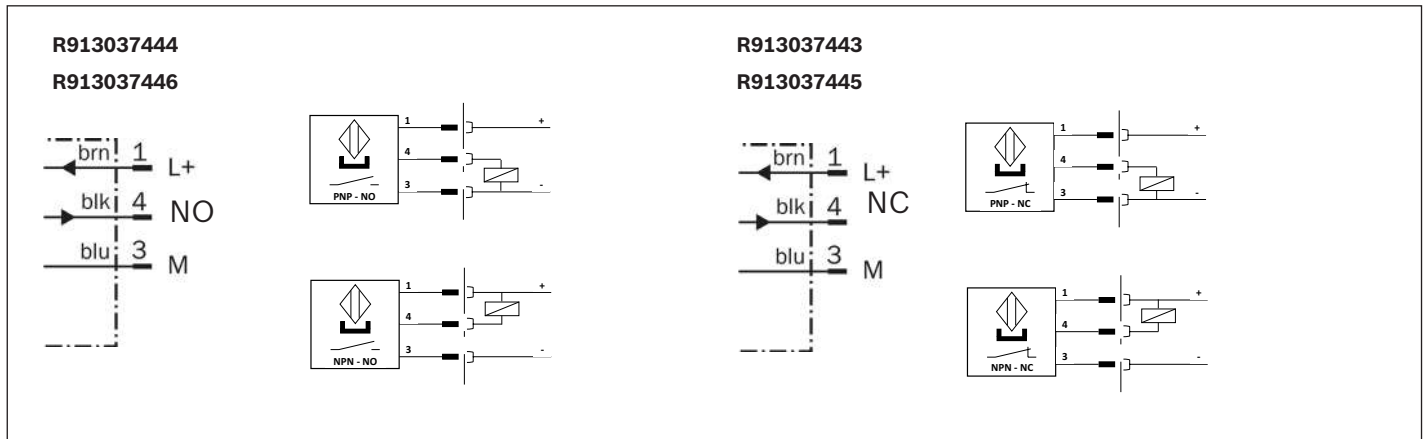 R913037444
R913037446
brn 1 L+
blk 4 NO
blu 3 M
1 +
4
3 -
PNP - NO
1 +
4
3 -
NPN - NO
R913037443
R913037445
brn 1 L+
blk 4 NC
blu 3 M
1 +
4
3 -
PNP - NC
1 +
4
3 -
NPN - NC